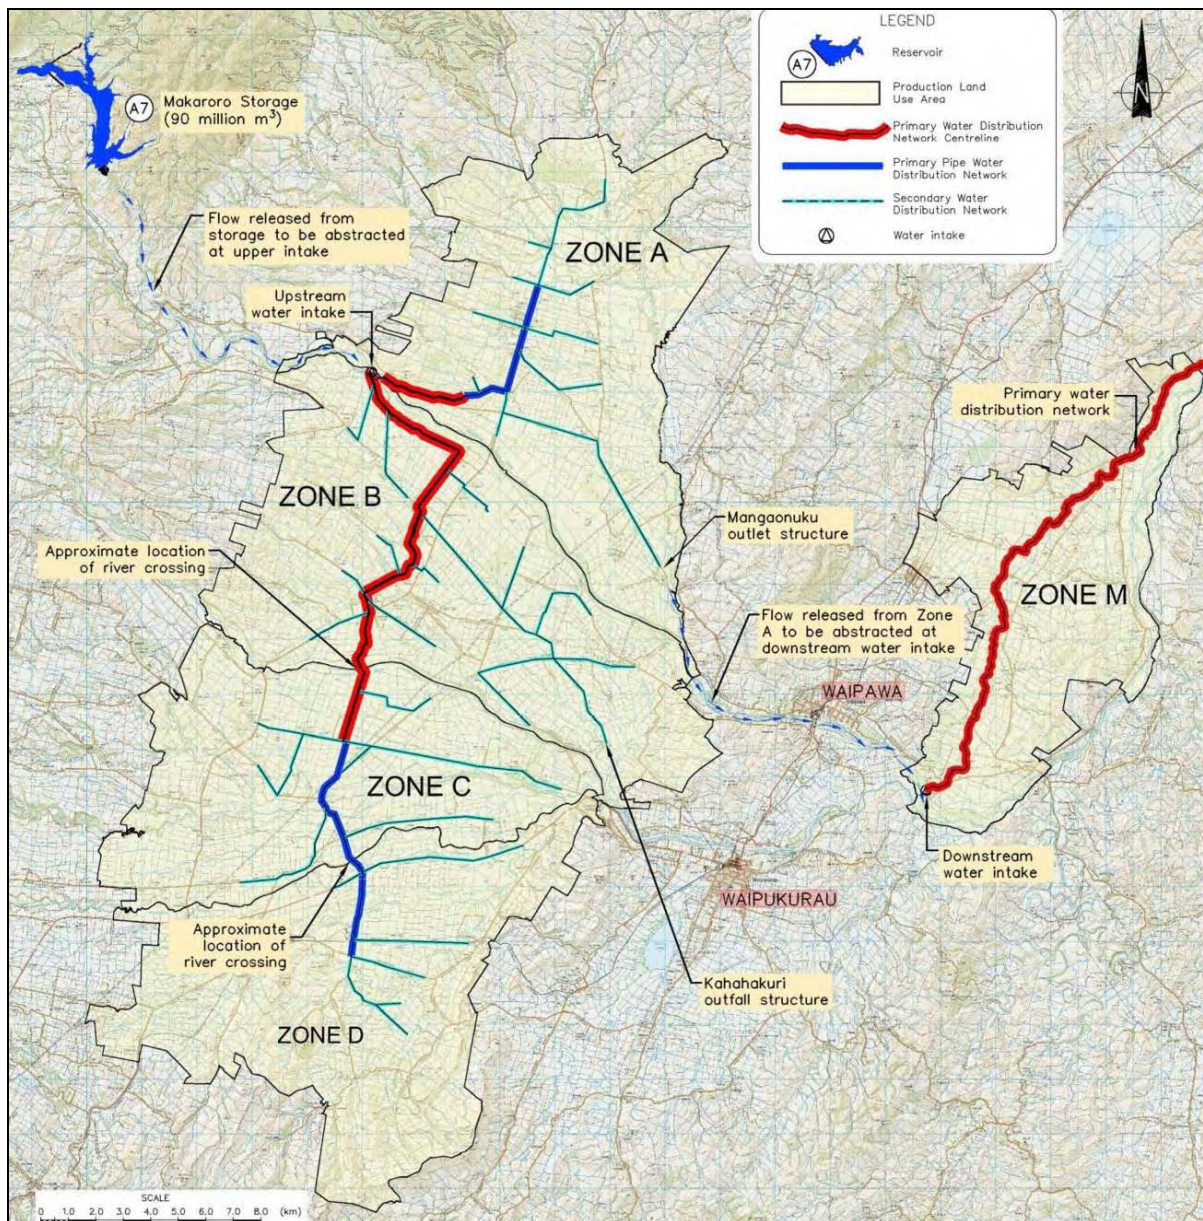 LEGEND
A7
Reservoir
Production Land
Use Area
Primary Water Distribution
Network Centreline
Primary Pipe Water
Distribution Network
Secondary Water
Distribution Network
Water intake
N
A7
Makaroro Storage
(90 million m³)
Flow released from
storage to be abstracted
at upper intake
Upstream
water intake
ZONE A
Primary water
distribution network
ZONE B
Mangaonuku
outlet structure
Approximate location
of river crossing
ZONE M
Flow released from Zone
A to be abstracted at
downstream water intake
WAIPAWA
ZONE C
Downstream
water intake
WAIPUKURAU
Approximate
location of
river crossing
Kahahakuri
outfall structure
ZONE D
SCALE
0 1.0 2.0 3.0 4.0 5.0 6.0 8.0 (km)